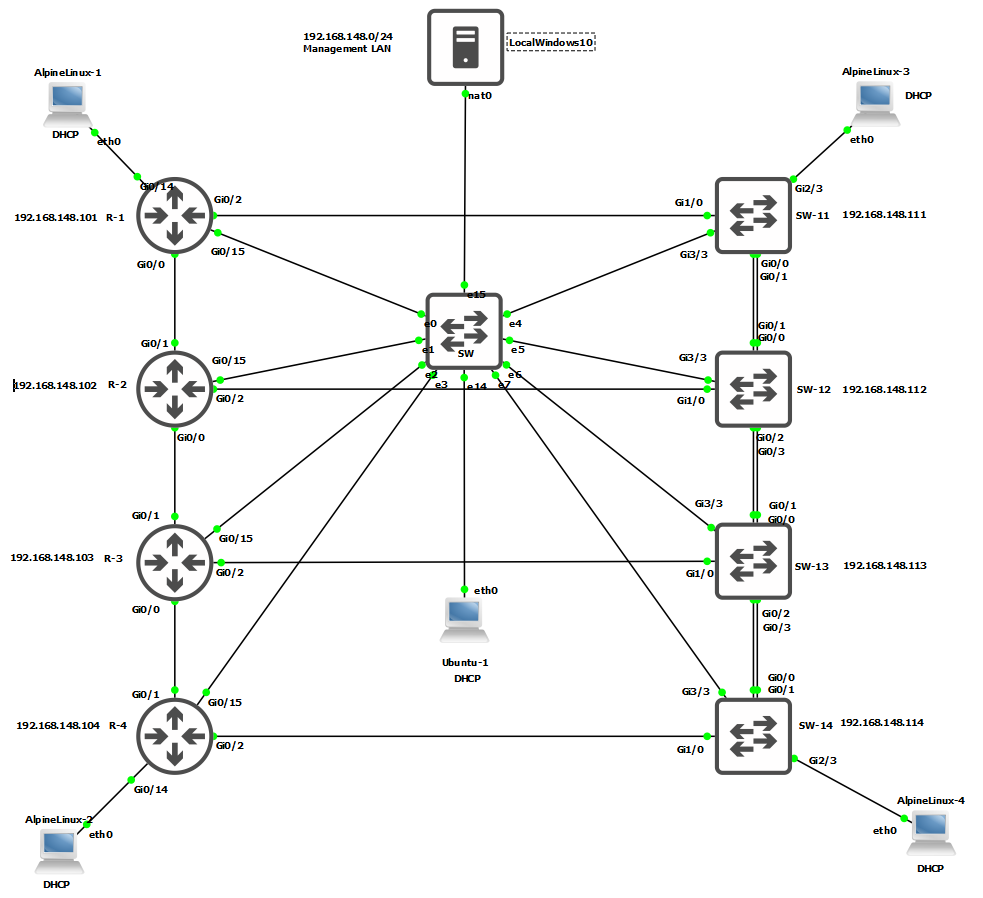 192.168.148.0/24
Management LAN
LocalWindows10
nat0
AlpineLinux-1
DHCP
eth0
AlpineLinux-3
DHCP
eth0
Gi0/14
Gi0/2
192.168.148.101 R-1
Gi0/15
Gi0/0
Gi2/3
Gi1/0
SW-11 192.168.148.111
Gi3/3
Gi0/0
Gi0/1
e15
e0
e4
e1
SW
e5
e2
e3
e14
e7
e6
Gi0/1
Gi0/15
192.168.148.102 R-2
Gi0/2
Gi0/0
Gi0/1
Gi0/0
Gi3/3
SW-12 192.168.148.112
Gi1/0
Gi0/2
Gi0/3
Gi0/1
Gi0/15
192.168.148.103 R-3
Gi0/2
Gi0/0
Gi3/3
Gi0/1
Gi0/0
SW-13 192.168.148.113
Gi1/0
Gi0/2
Gi0/3
eth0
Ubuntu-1
DHCP
Gi0/1
Gi0/15
192.168.148.104 R-4
Gi0/2
Gi0/14
Gi0/0
Gi0/1
Gi3/3
SW-14 192.168.148.114
Gi1/0
Gi2/3
AlpineLinux-2
eth0
DHCP
AlpineLinux-4
eth0
DHCP